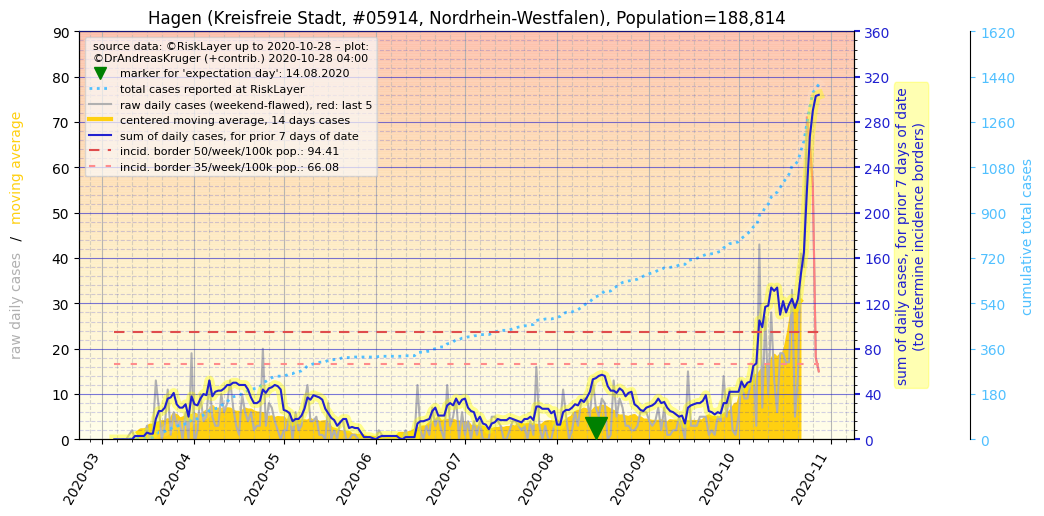 Hagen (Kreisfreie Stadt, #05914, Nordrhein-Westfalen), Population=188,814
source data: ©RiskLayer up to 2020-10-28 – plot:
©DrAndreasKruger (+contrib.) 2020-10-28 04:00
marker for 'expectation day': 14.08.2020
total cases reported at RiskLayer
raw daily cases (weekend-flawed), red: last 5
centered moving average, 14 days cases
sum of daily cases, for prior 7 days of date
incid. border 50/week/100k pop.: 94.41
incid. border 35/week/100k pop.: 66.08
raw daily cases / moving average
90
80
70
60
50
40
30
20
10
0
360
320
280
240
200
160
120
80
40
0
sum of daily cases, for prior 7 days of date
(to determine incidence borders)
1620
1440
1260
1080
900
720
540
360
180
0
cumulative total cases
2020-03
2020-04
2020-05
2020-06
2020-07
2020-08
2020-09
2020-10
2020-11